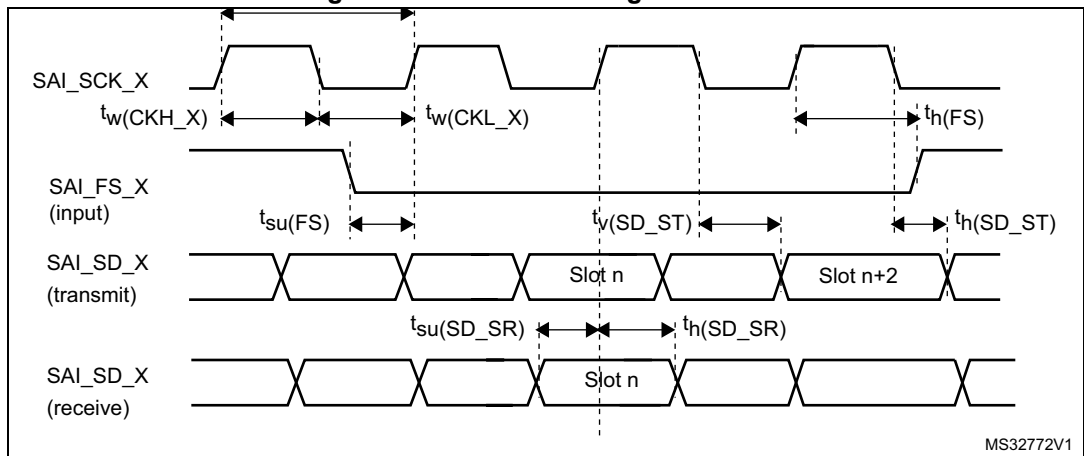 SAI_SCK_X
tw(CKH_X) tw(CKL_X) th(FS)
SAI_FS_X
(input)
tsu(FS) tv(SD_ST) th(SD_ST)
SAI_SD_X
(transmit)
Slot n Slot n+2
tsu(SD_SR) th(SD_SR)
SAI_SD_X
(receive)
Slot n
MS32772V1